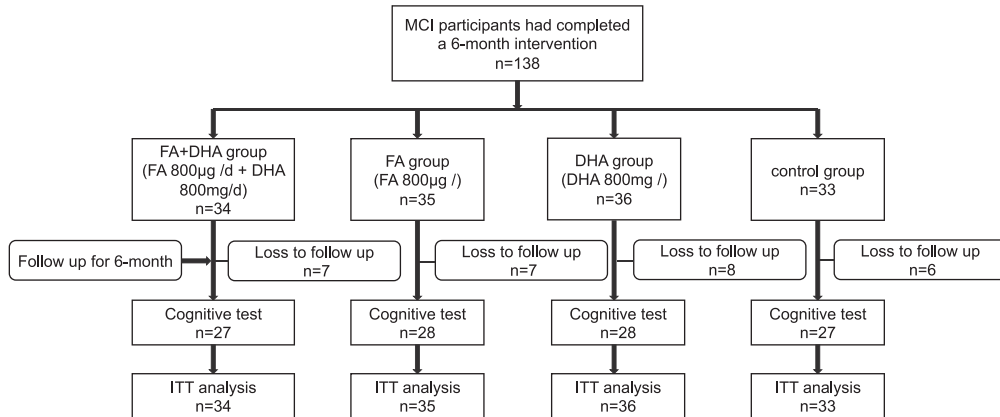 MCI participants had completed
a 6-month intervention
n=138
FA+DHA group
(FA 800μg /d + DHA
800mg/d)
n=34
FA group
(FA 800μg /)
n=35
DHA group
(DHA 800mg /)
n=36
control group
n=33
Follow up for 6-month
Loss to follow up
n=7
Loss to follow up
n=7
Loss to follow up
n=8
Loss to follow up
n=6
Cognitive test
n=27
Cognitive test
n=28
Cognitive test
n=28
Cognitive test
n=27
ITT analysis
n=34
ITT analysis
n=35
ITT analysis
n=36
ITT analysis
n=33